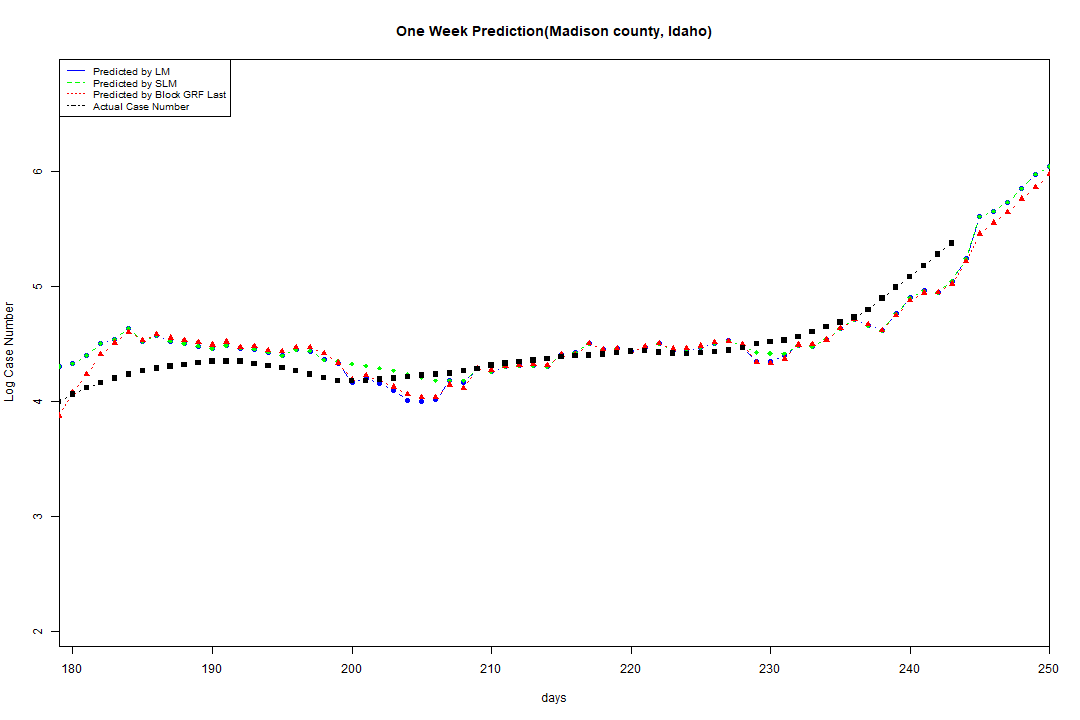 One Week Prediction(Madison county, Idaho)
Predicted by LM
Predicted by SLM
Predicted by Block GRF Last
Actual Case Number
6
5
4
3
2
Log Case Number
180 190 200 210 220 230 240 250
days